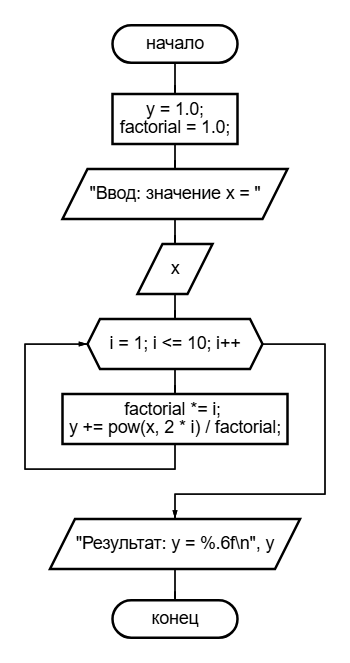 начало
y = 1.0;
factorial = 1.0;
"Ввод: значение x = "
x
i = 1; i <= 10; i++
factorial *= i;
y += pow(x, 2 * i) / factorial;
"Результат: y = %.6f\n", y
конец